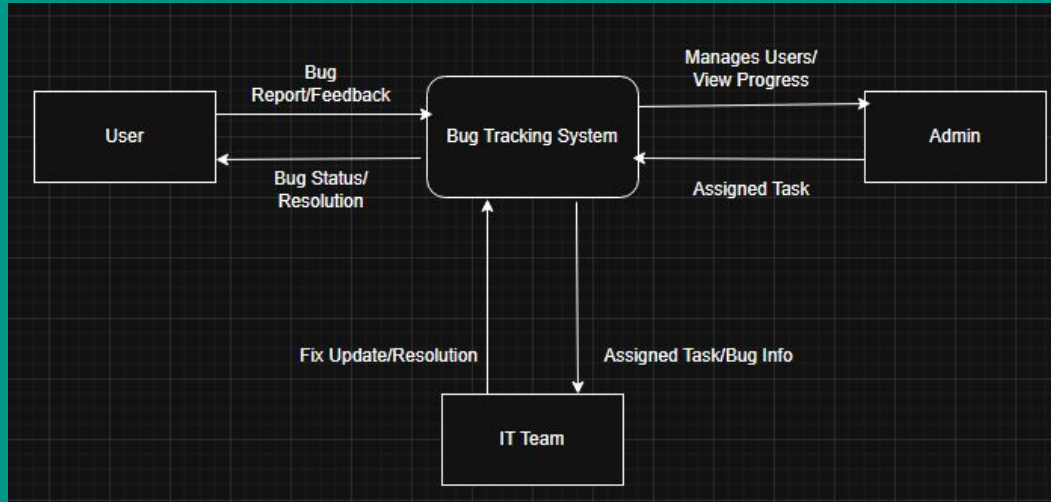 Manages Users/
View Progress
Bug
Report/Feedback
User
Bug Tracking System
Admin
Bug Status/
Resolution
Assigned Task
Fix Update/Resolution
Assigned Task/Bug Info
IT Team